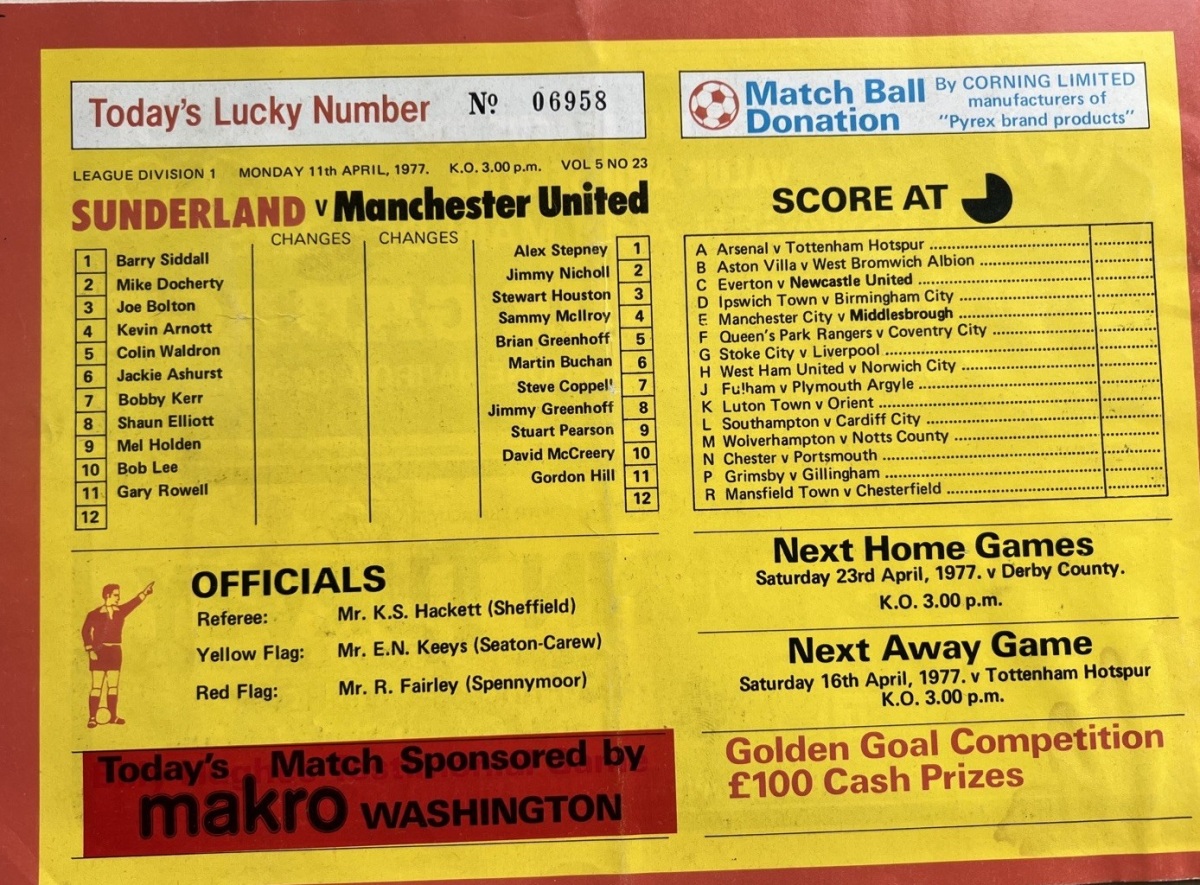 Today's Lucky Number Nº 06958
LEAGUE DIVISION 1 MONDAY 11th APRIL, 1977. K.O. 3.00 p.m. VOL 5 NO 23
SUNDERLAND v Manchester United
CHANGES CHANGES
1 Barry Siddall
2 Mike Docherty
3 Joe Bolton
4 Kevin Arnott
5 Colin Waldron
6 Jackie Ashurst
7 Bobby Kerr
8 Shaun Elliott
9 Mel Holden
10 Bob Lee
11 Gary Rowell
12
Alex Stepney 1
Jimmy Nicholl 2
Stewart Houston 3
Sammy McIlroy 4
Brian Greenhoff 5
Martin Buchan 6
Steve Coppell 7
Jimmy Greenhoff 8
Stuart Pearson 9
David McCreery 10
Gordon Hill 11
12
OFFICIALS
Referee: Mr. K.S. Hackett (Sheffield)
Yellow Flag: Mr. E.N. Keeys (Seaton-Carew)
Red Flag: Mr. R. Fairley (Spennymoor)
Today's Match Sponsored by
makro WASHINGTON
Match Ball
Donation
By CORNING LIMITED
manufacturers of
"Pyrex brand products"
SCORE AT
A Arsenal v Tottenham Hotspur
B Aston Villa v West Bromwich Albion
C Everton v Newcastle United
D Ipswich Town v Birmingham City
E Manchester City v Middlesbrough
F Queen's Park Rangers v Coventry City
G Stoke City v Liverpool
H West Ham United v Norwich City
J Fulham v Plymouth Argyle
K Luton Town v Orient
L Southampton v Cardiff City
M Wolverhampton v Notts County
N Chester v Portsmouth
P Grimsby v Gillingham
R Mansfield Town v Chesterfield
Next Home Games
Saturday 23rd April, 1977. v Derby County.
K.O. 3.00 p.m.
Next Away Game
Saturday 16th April, 1977. v Tottenham Hotspur
K.O. 3.00 p.m.
Golden Goal Competition
£100 Cash Prizes